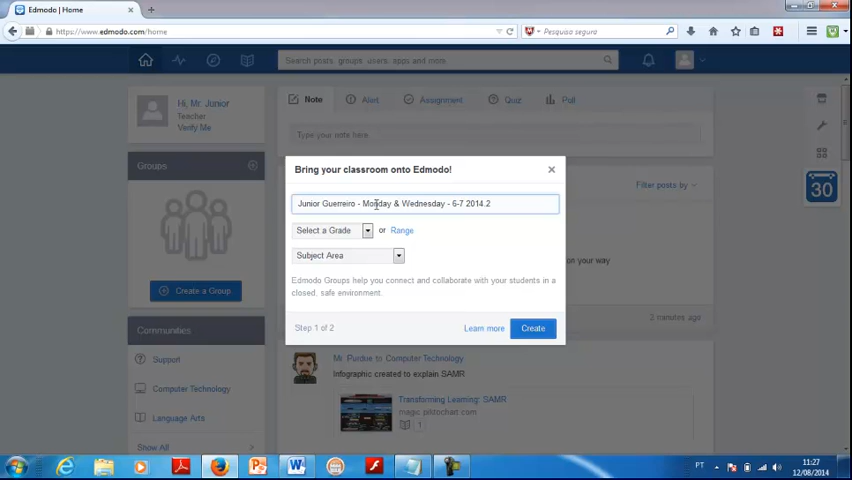 Edmodo | Home
https://www.edmodo.com/home
Pesquisa segura
Search posts, groups, users, apps and more
Hi, Mr. Junior
Teacher
Verify Me
Note
Alert
Assignment
Quiz
Poll
Type your note here...
Groups
Filter posts by
30
Bring your classroom onto Edmodo!
Junior Guerreiro - Monday & Wednesday - 6-7 2014.2
Select a Grade
or
Range
Subject Area
on your way
Edmodo Groups help you connect and collaborate with your students in a
closed, safe environment.
Create a Group
2 minutes ago
Step 1 of 2
Learn more
Create
Communities
Support
Computer Technology
Language Arts
Show All
Mr. Purdue to Computer Technology
Infographic created to explain SAMR
Transforming Learning: SAMR
magic.piktochart.com
1
PT
11:27
12/08/2014